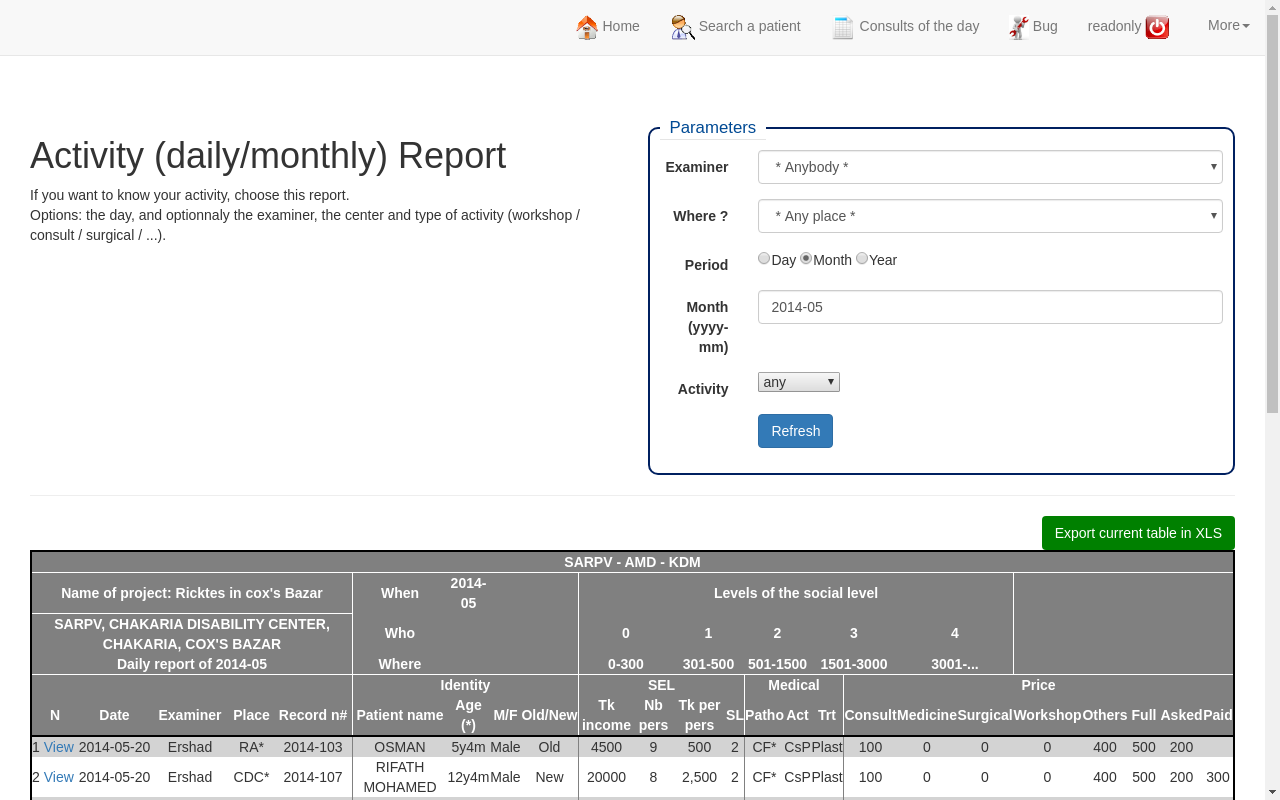 Home Search a patient Consults of the day Bug readonly More
Parameters
Activity (daily/monthly) Report
If you want to know your activity, choose this report.
Options: the day, and optionnaly the examiner, the center and type of activity (workshop /
consult / surgical / ...).
Examiner * Anybody *
Where ? * Any place *
Period Day Month Year
Month
(yyyy-
mm)
2014-05
Activity any
Refresh
Export current table in XLS
SARPV - AMD - KDM
Name of project: Ricktes in cox's Bazar When 2014-
05
Levels of the social level
SARPV, CHAKARIA DISABILITY CENTER,
CHAKARIA, COX'S BAZAR
Daily report of 2014-05
Who 0 1 2 3 4
Where 0-300 301-500 501-1500 1501-3000 3001-...
Identity SEL Medical Price
N Date Examiner Place Record n# Patient name Age
(*)
M/F Old/New Tk
income
Nb
pers
Tk per
pers
SL Patho Act Trt Consult Medicine Surgical Workshop Others Full Asked Paid
1 View 2014-05-20 Ershad RA* 2014-103 OSMAN 5y4m Male Old 4500 9 500 2 CF* CsP Plast 100 0 0 0 400 500 200
2 View 2014-05-20 Ershad CDC* 2014-107 RIFATH
MOHAMED
12y4m Male New 20000 8 2,500 2 CF* CsP Plast 100 0 0 0 400 500 200 300